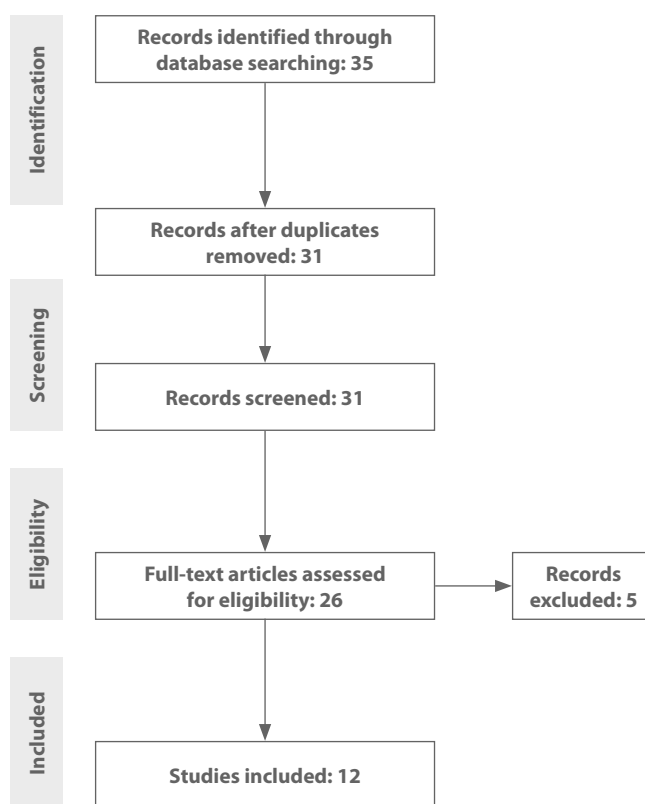 Identification
Records identified through
database searching: 35
Records after duplicates
removed: 31
Screening
Records screened: 31
Eligibility
Full-text articles assessed
for eligibility: 26
Records
excluded: 5
Included
Studies included: 12